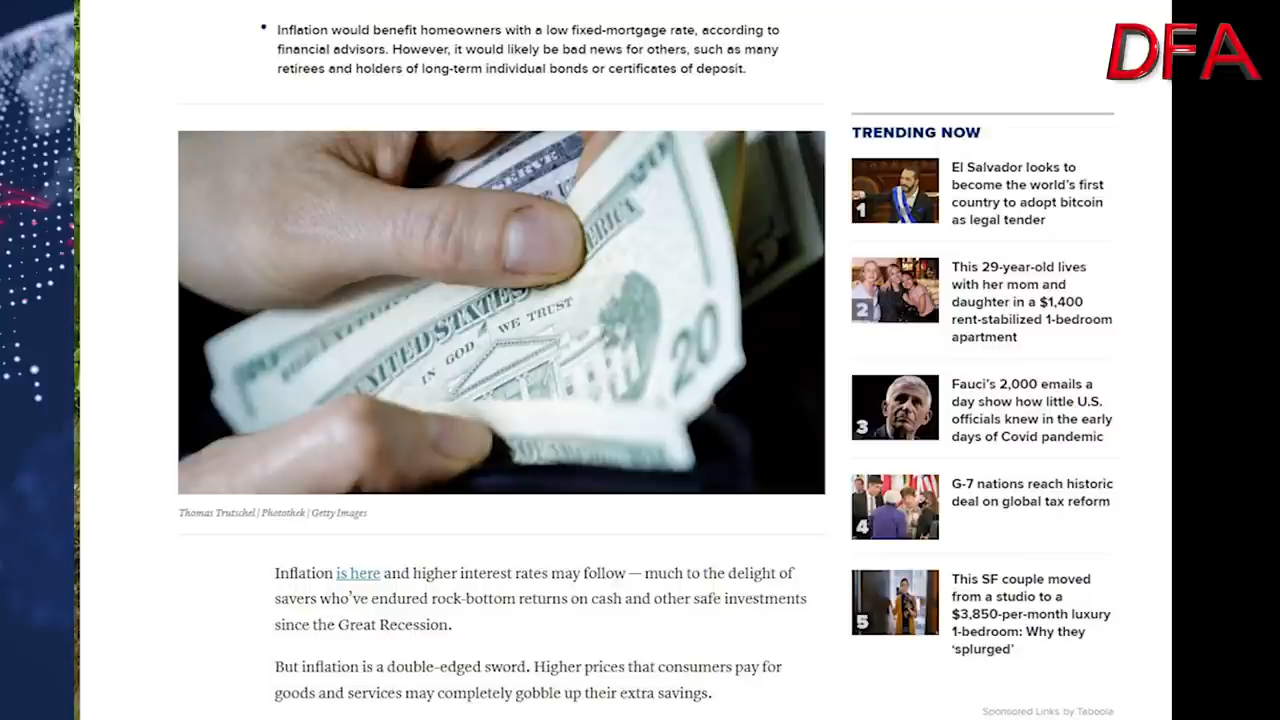 • Inflation would benefit homeowners with a low fixed-mortgage rate, according to
financial advisors. However, it would likely be bad news for others, such as many
retirees and holders of long-term individual bonds or certificates of deposit.
DFA
UNITED STATES
IN GOD WE TRUST
20
Thomas Trutschel | Photothek | Getty Images
Inflation is here and higher interest rates may follow — much to the delight of
savers who've endured rock-bottom returns on cash and other safe investments
since the Great Recession.
But inflation is a double-edged sword. Higher prices that consumers pay for
goods and services may completely gobble up their extra savings.
TRENDING NOW
1
El Salvador looks to
become the world's first
country to adopt bitcoin
as legal tender
2
This 29-year-old lives
with her mom and
daughter in a $1,400
rent-stabilized 1-bedroom
apartment
3
Fauci's 2,000 emails a
day show how little U.S.
officials knew in the early
days of Covid pandemic
4
G-7 nations reach historic
deal on global tax reform
5
This SF couple moved
from a studio to a
$3,850-per-month luxury
1-bedroom: Why they
'splurged'
Sponsored Links by Taboola